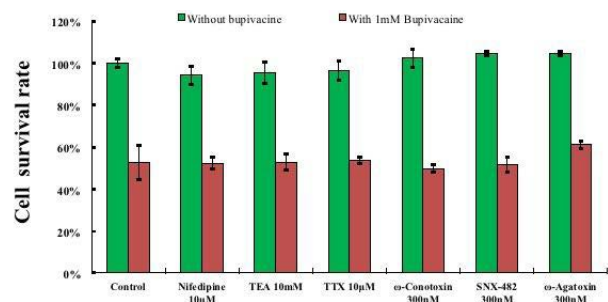 Without bupivacine
With 1mM Bupivacaine
120%
100%
80%
60%
40%
20%
0%
Cell survival rate
Control
Nifedipine
10μM
TEA 10mM
TTX 10μM
ω-Conotoxin
300nM
SNX-482
300nM
ω-Agatoxin
300nM